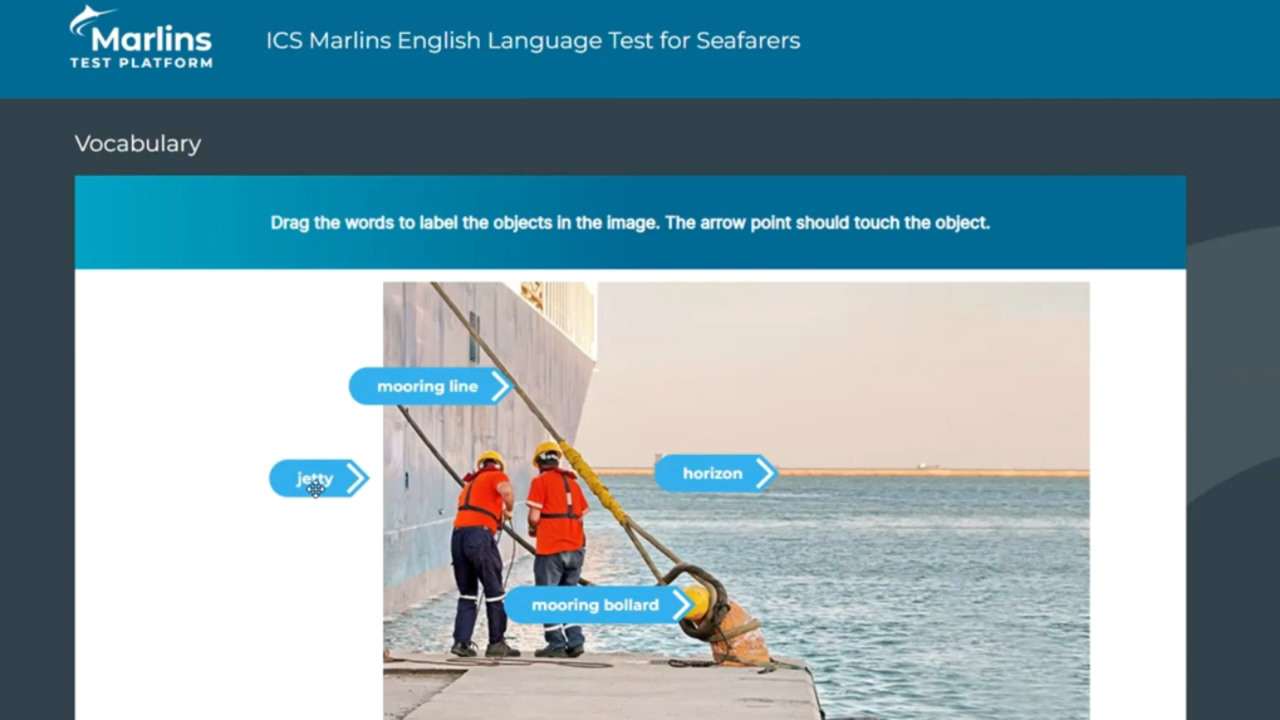 Marlins
TEST PLATFORM
ICS Marlins English Language Test for Seafarers
Vocabulary
Drag the words to label the objects in the image. The arrow point should touch the object.
mooring line
jetty
horizon
mooring bollard